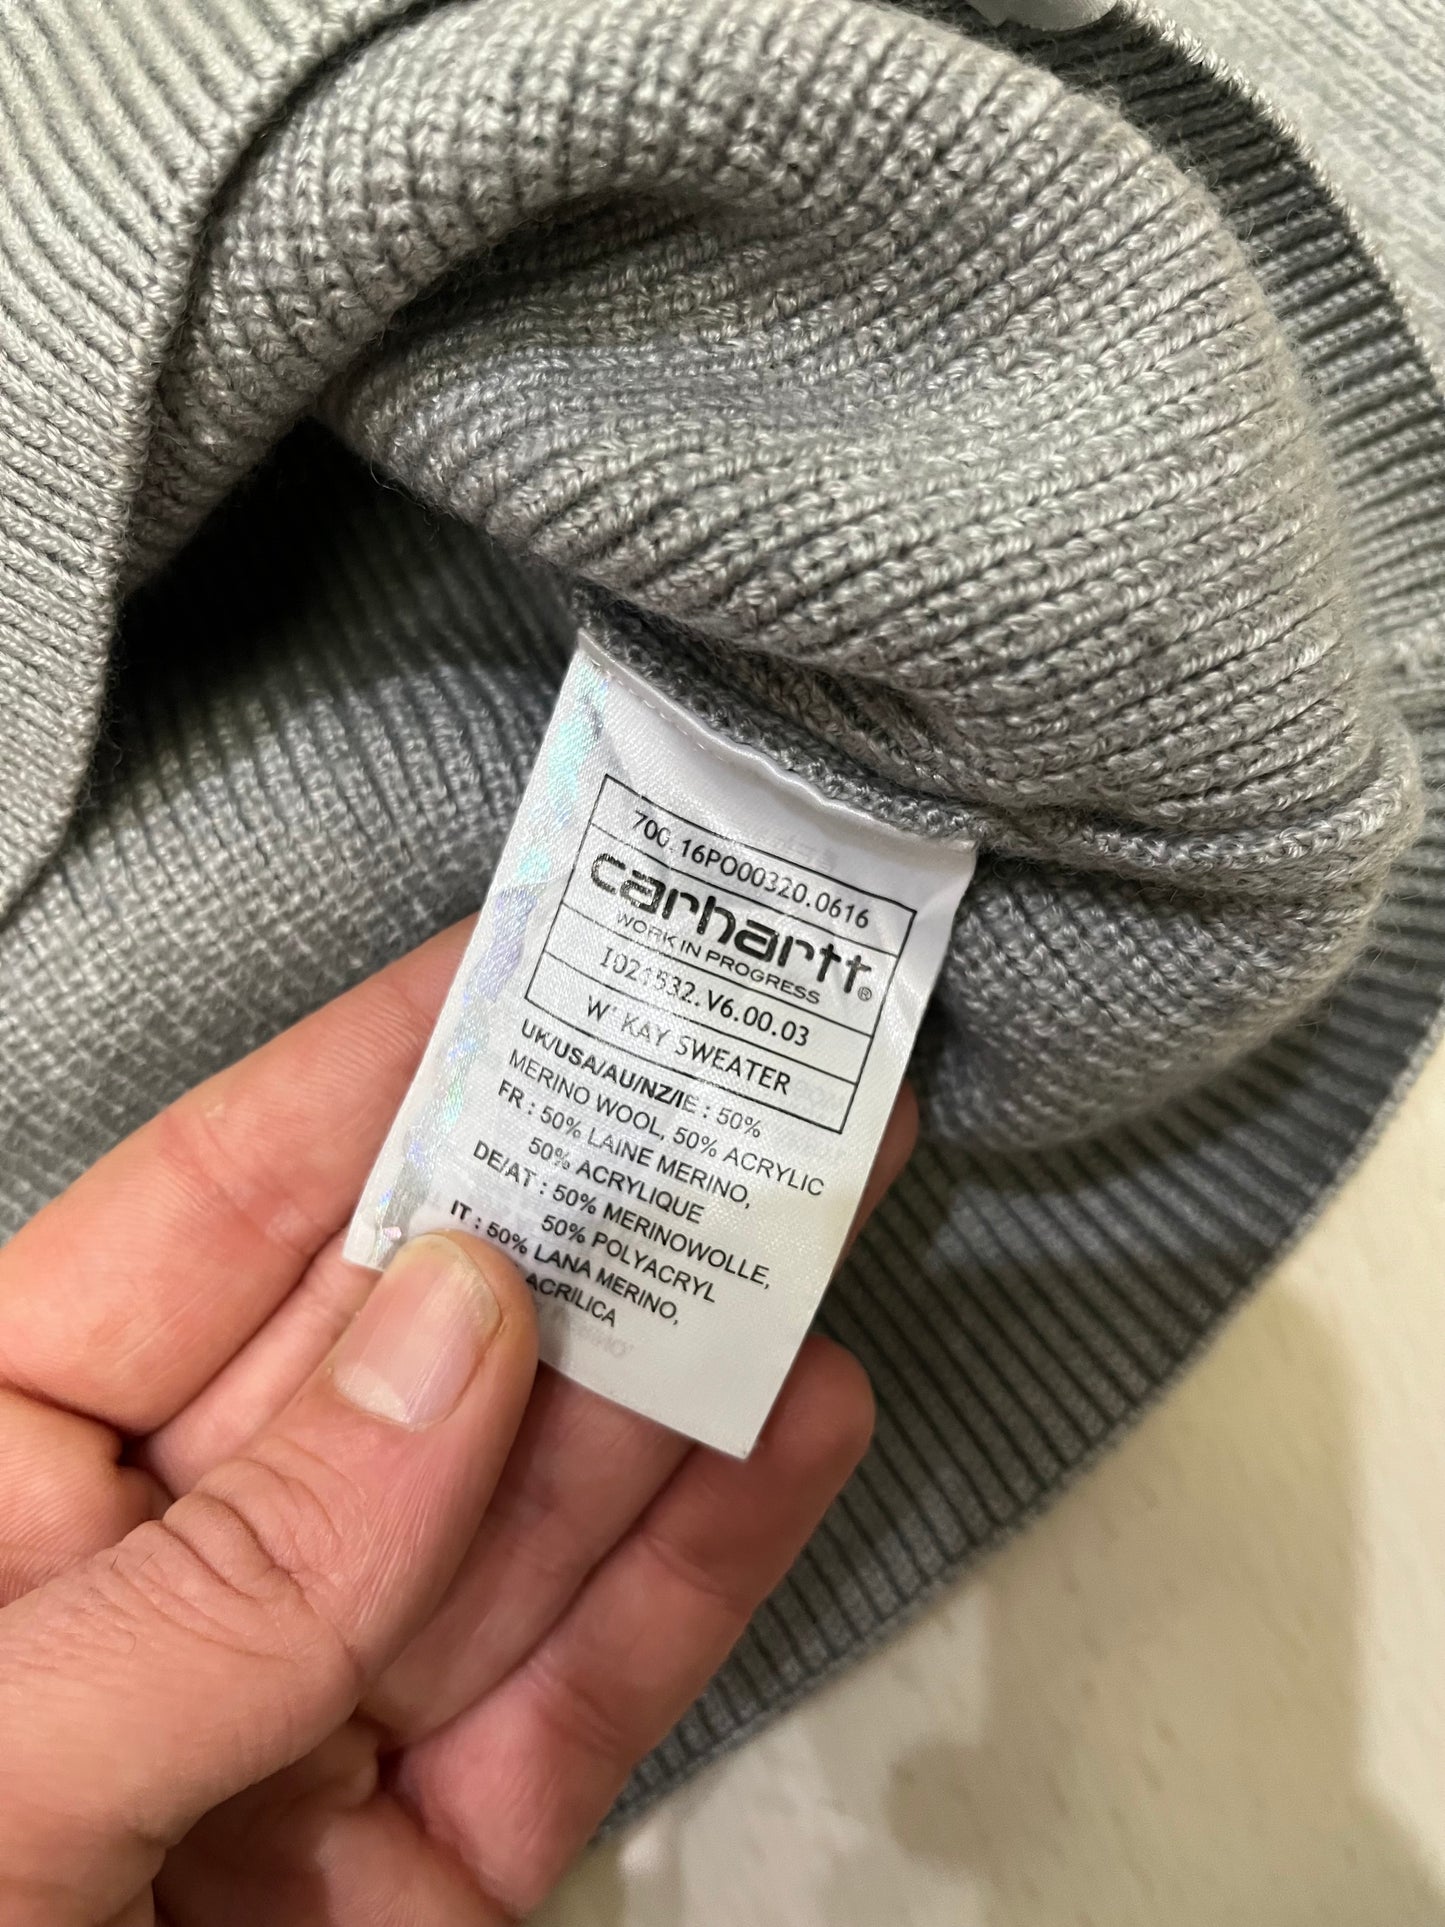 700.16PO000320.0616
carhartt®
WORK IN PROGRESS
I021532.V6.00.03
W' KAY SWEATER
UK/USA/AU/NZ/IE : 50%
MERINO WOOL, 50% ACRYLIC
FR : 50% LAINE MERINO,
50% ACRYLIQUE
DE/AT : 50% MERINOWOLLE,
50% POLYACRYL
IT : 50% LANA MERINO,
ACRILICA